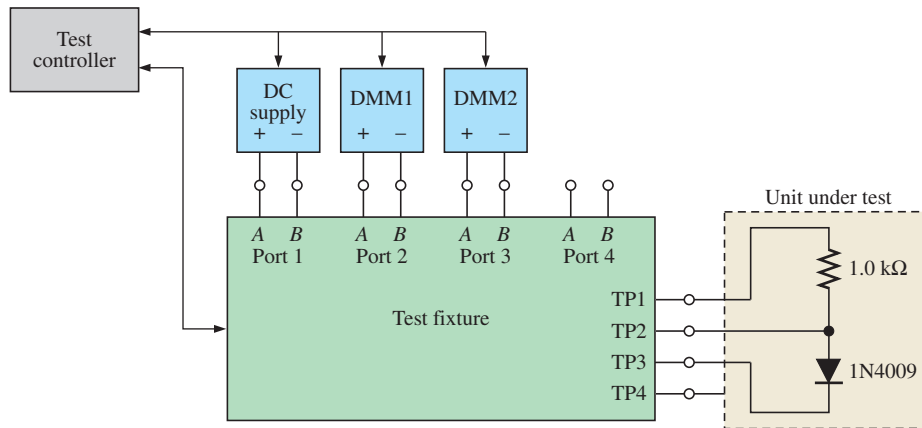 Test
controller
DC
supply
+ −
DMM1
+ −
DMM2
+ −
A B
Port 1
A B
Port 2
A B
Port 3
A B
Port 4
Test fixture
TP1
TP2
TP3
TP4
Unit under test
1.0 kΩ
1N4009